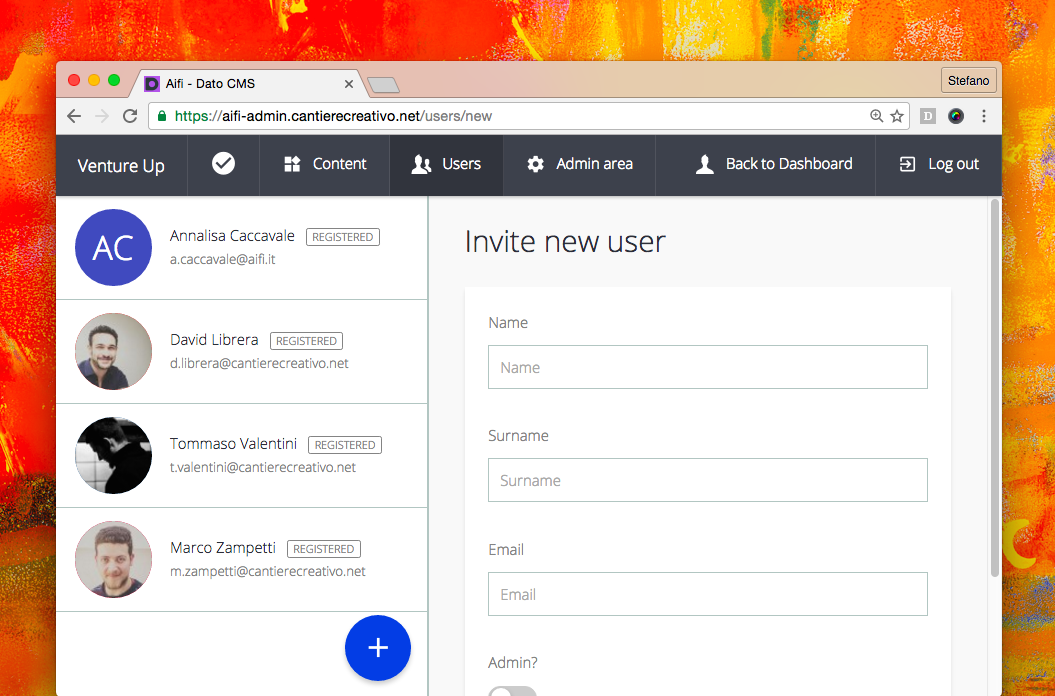 Aifi - Dato CMS
Stefano
https://aifi-admin.cantierecreativo.net/users/new
D
Venture Up
Content
Users
Admin area
Back to Dashboard
Log out
AC
Annalisa Caccavale REGISTERED
a.caccavale@aifi.it
David Librera REGISTERED
d.librera@cantierecreativo.net
Tommaso Valentini REGISTERED
t.valentini@cantierecreativo.net
Marco Zampetti REGISTERED
m.zampetti@cantierecreativo.net
+
Invite new user
Name
Name
Surname
Surname
Email
Email
Admin?